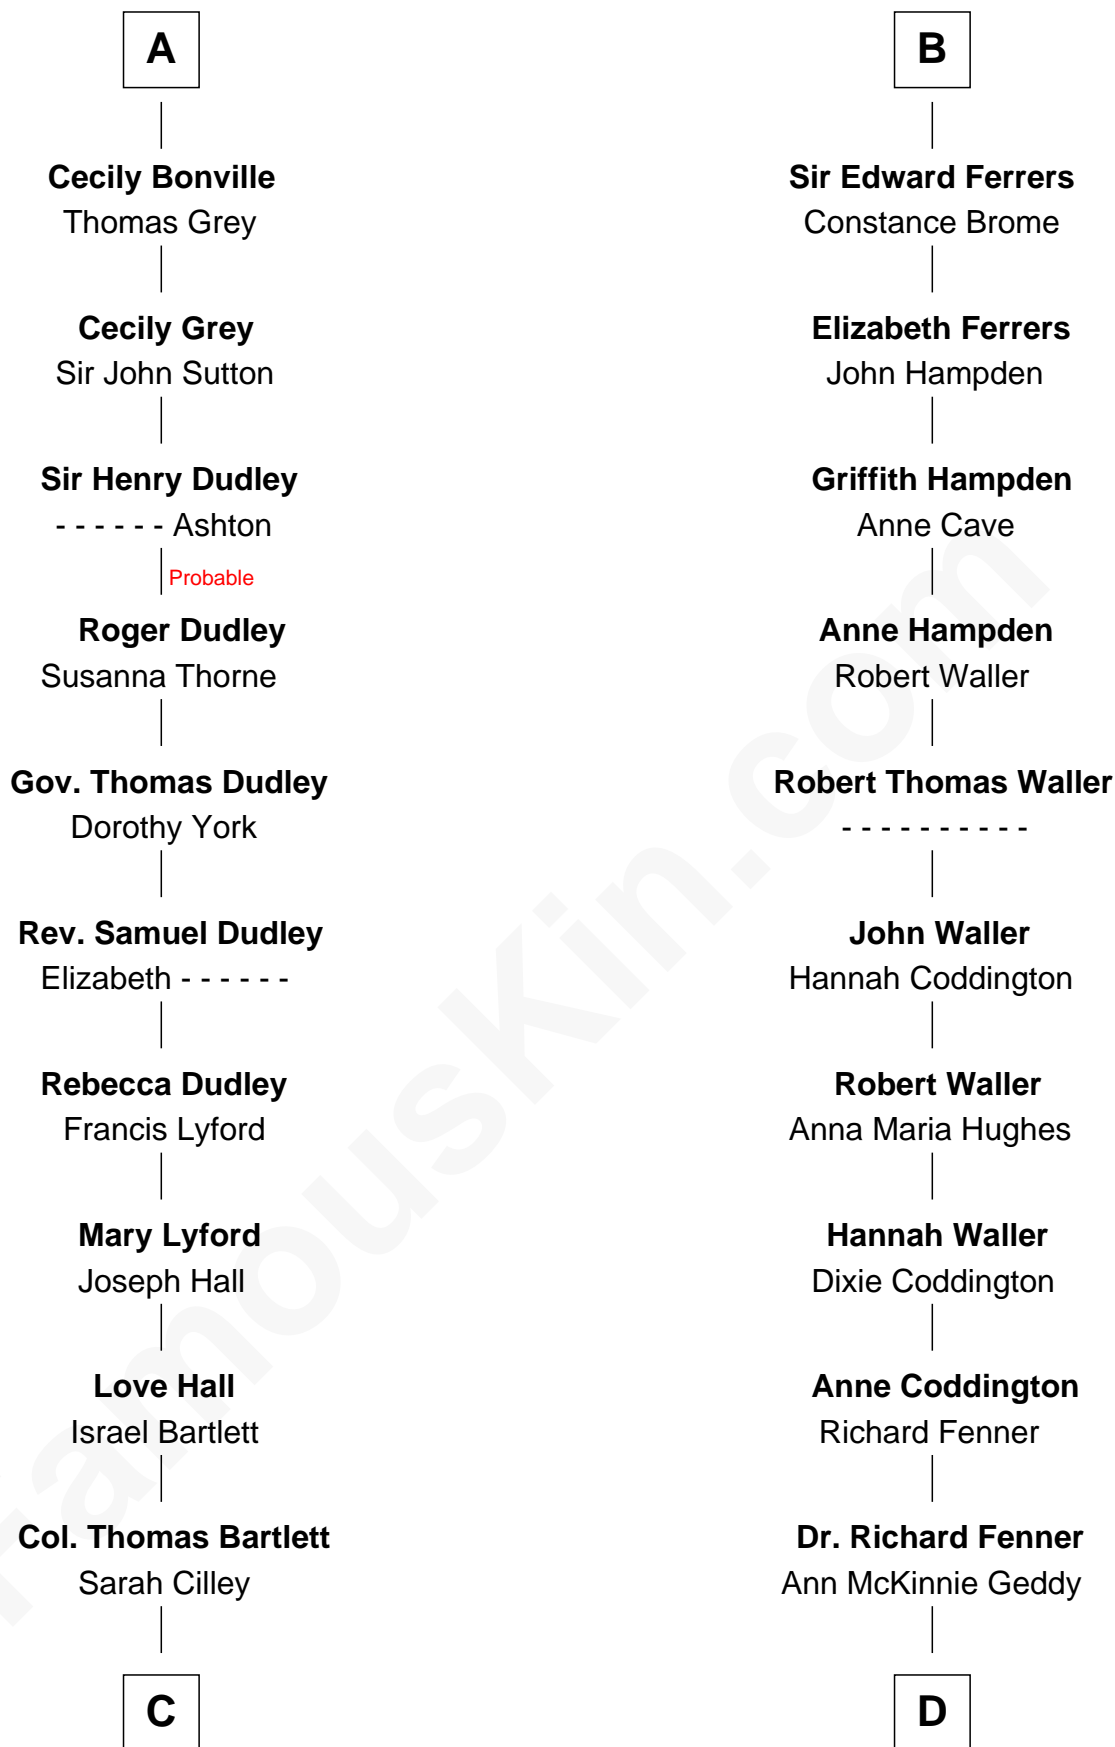 A
Cecily Bonville
Thomas Grey
Cecily Grey
Sir John Sutton
Sir Henry Dudley
- - - - - - Ashton
Probable
Roger Dudley
Susanna Thorne
Gov. Thomas Dudley
Dorothy York
Rev. Samuel Dudley
Elizabeth - - - - - -
Rebecca Dudley
Francis Lyford
Mary Lyford
Joseph Hall
Love Hall
Israel Bartlett
Col. Thomas Bartlett
Sarah Cilley
C
B
Sir Edward Ferrers
Constance Brome
Elizabeth Ferrers
John Hampden
Griffith Hampden
Anne Cave
Anne Hampden
Robert Waller
Robert Thomas Waller
- - - - - - - - - -
John Waller
Hannah Coddington
Robert Waller
Anna Maria Hughes
Hannah Waller
Dixie Coddington
Anne Coddington
Richard Fenner
Dr. Richard Fenner
Ann McKinnie Geddy
D
FamousKin.com